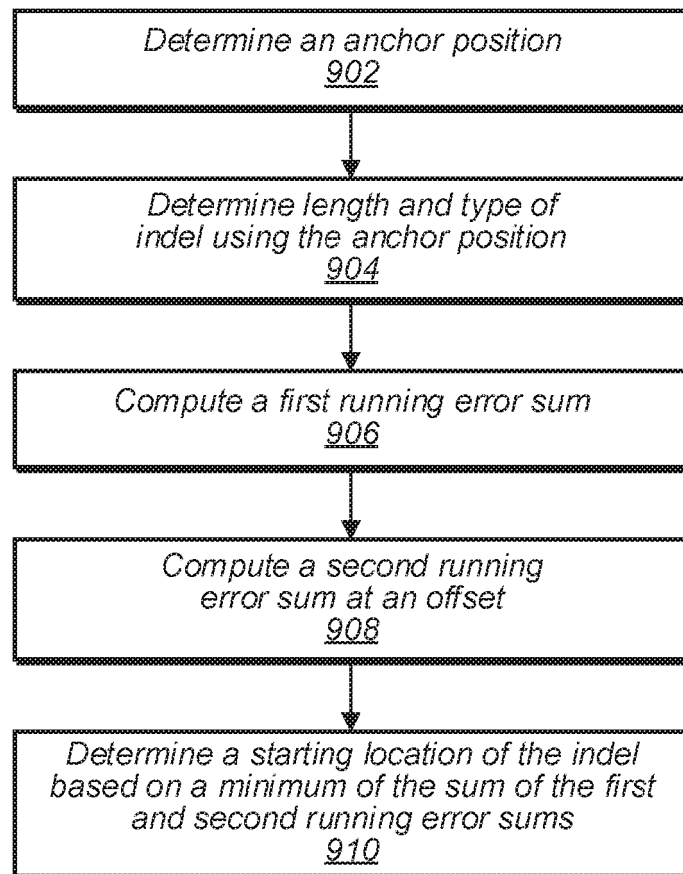 Determine an anchor position
902
Determine length and type of
indel using the anchor position
904
Compute a first running error sum
906
Compute a second running
error sum at an offset
908
Determine a starting location of the indel
based on a minimum of the sum of the first
and second running error sums
910